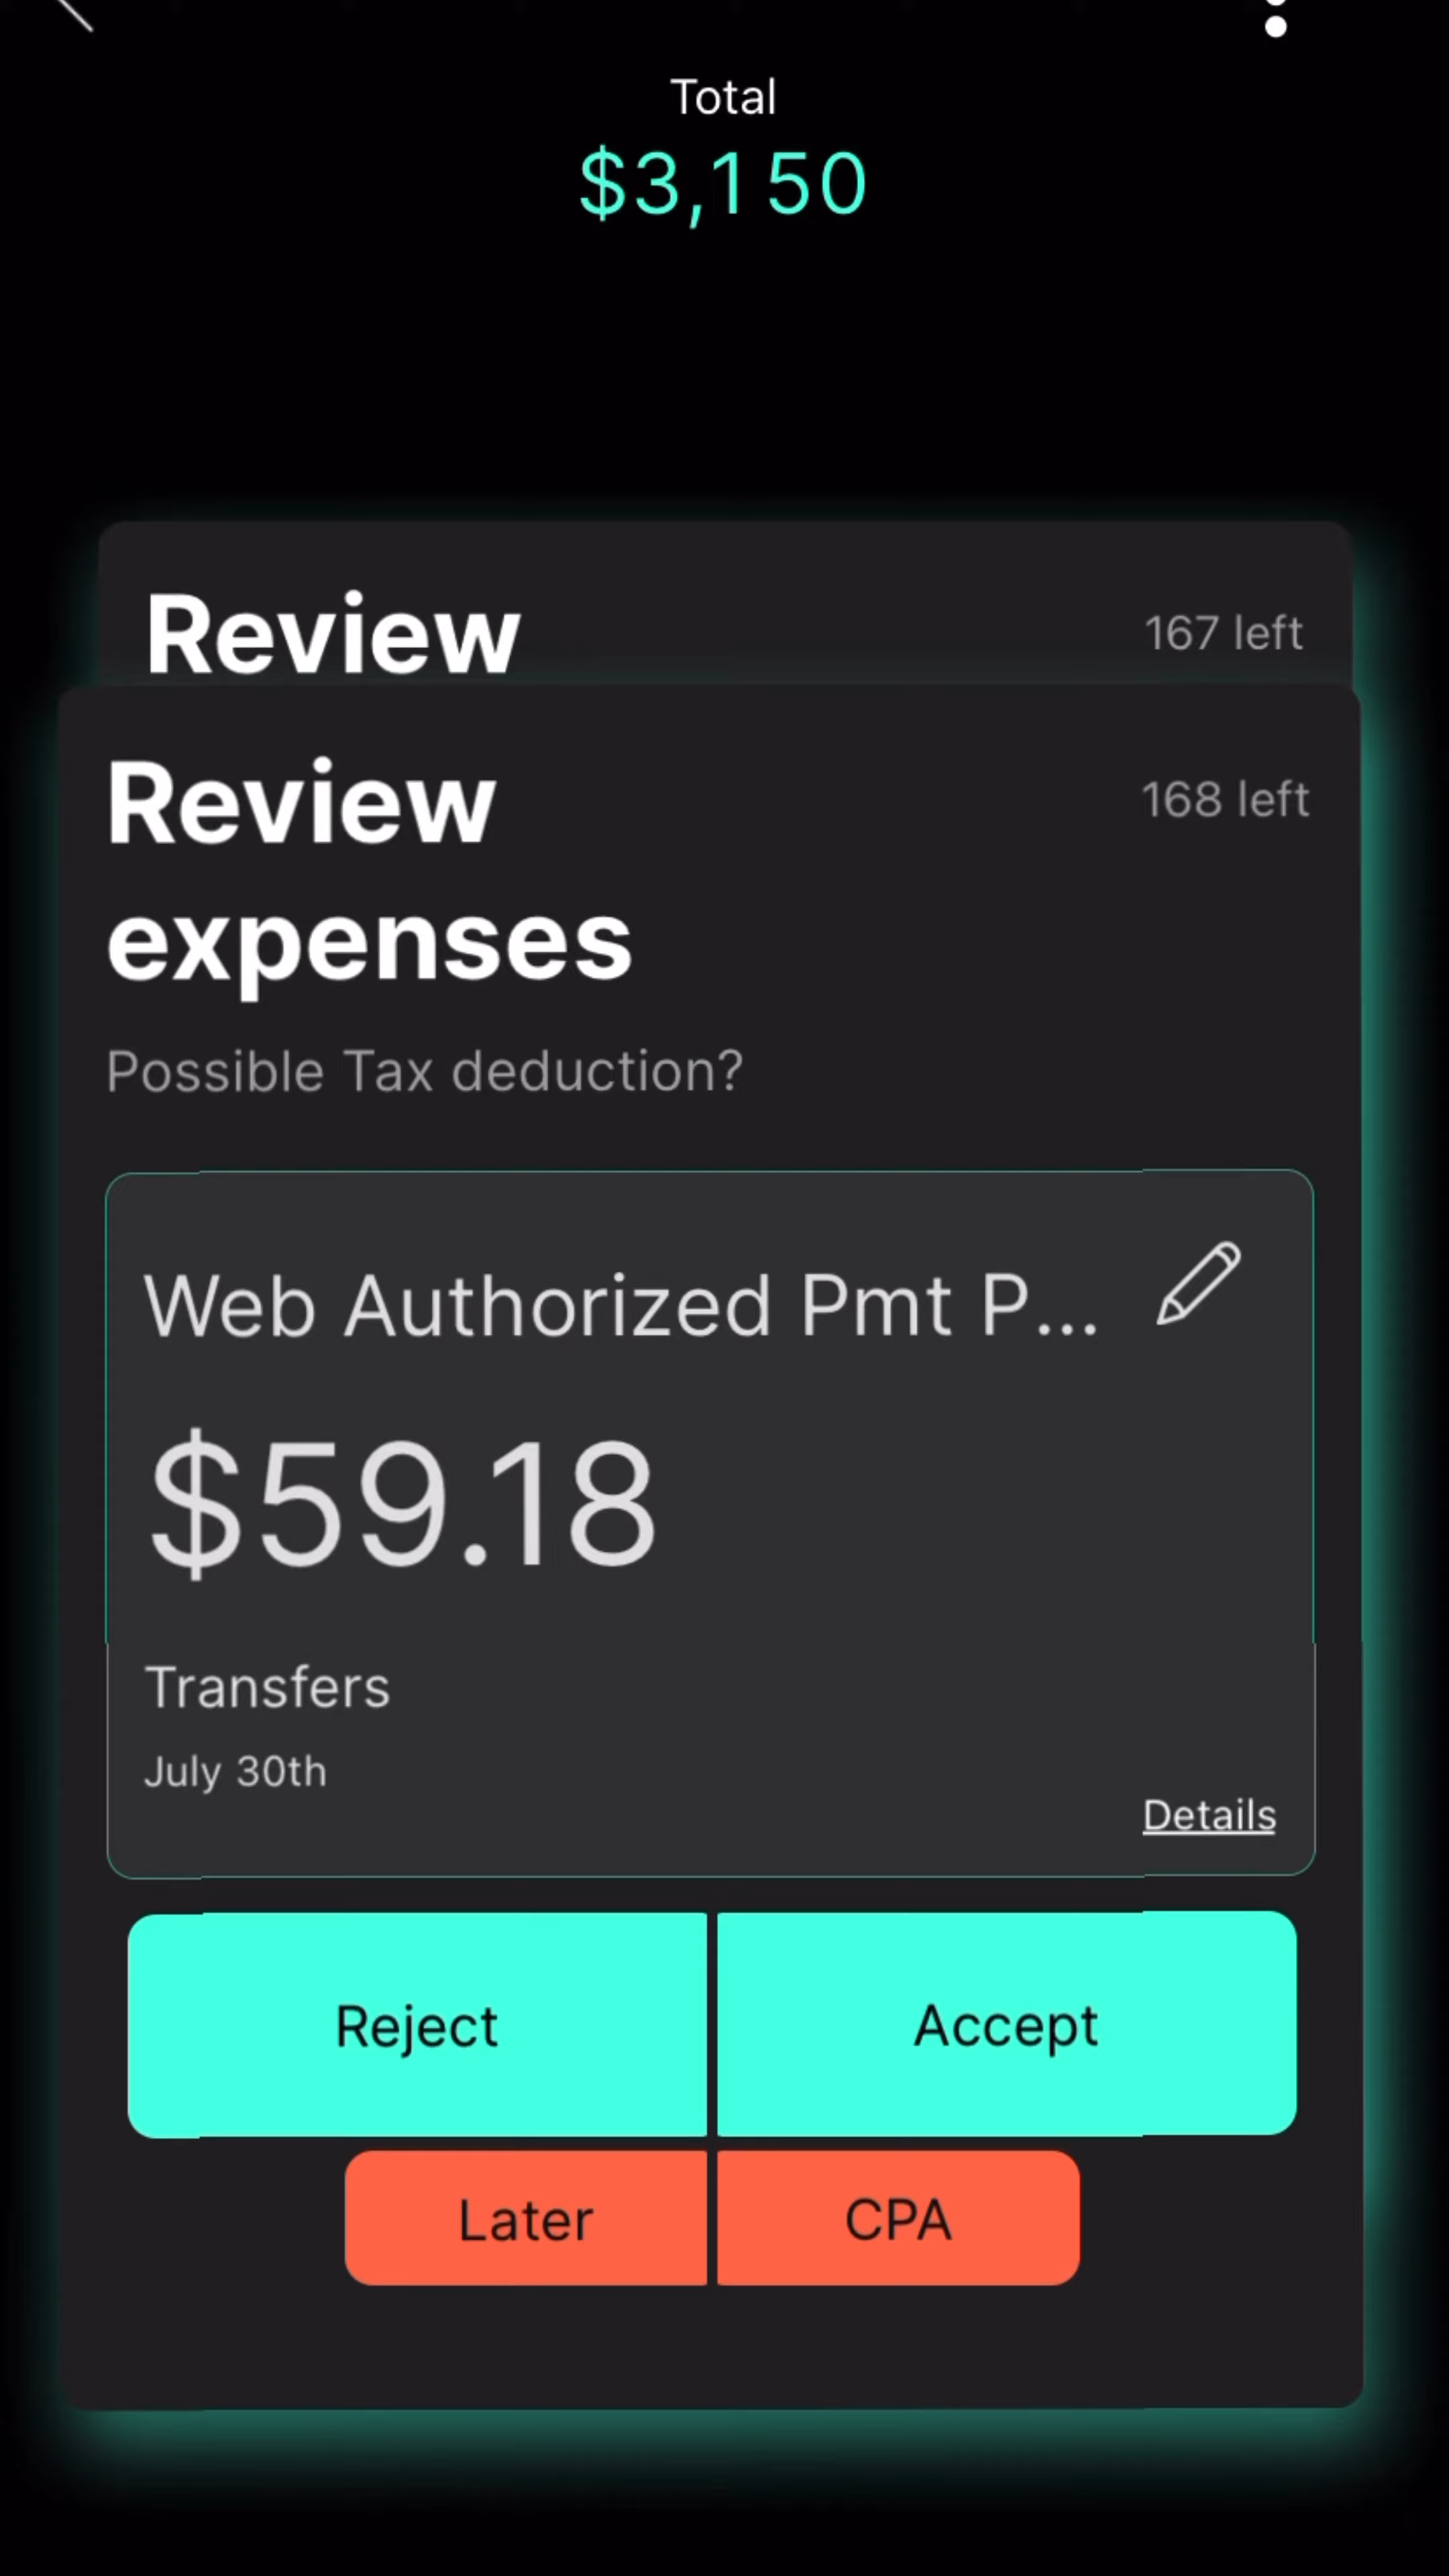 Total
$3,150
Review
167 left
Review
168 left
expenses
Possible Tax deduction?
Web Authorized Pmt P...
$59.18
Transfers
July 30th
Details
Reject
Accept
Later
CPA